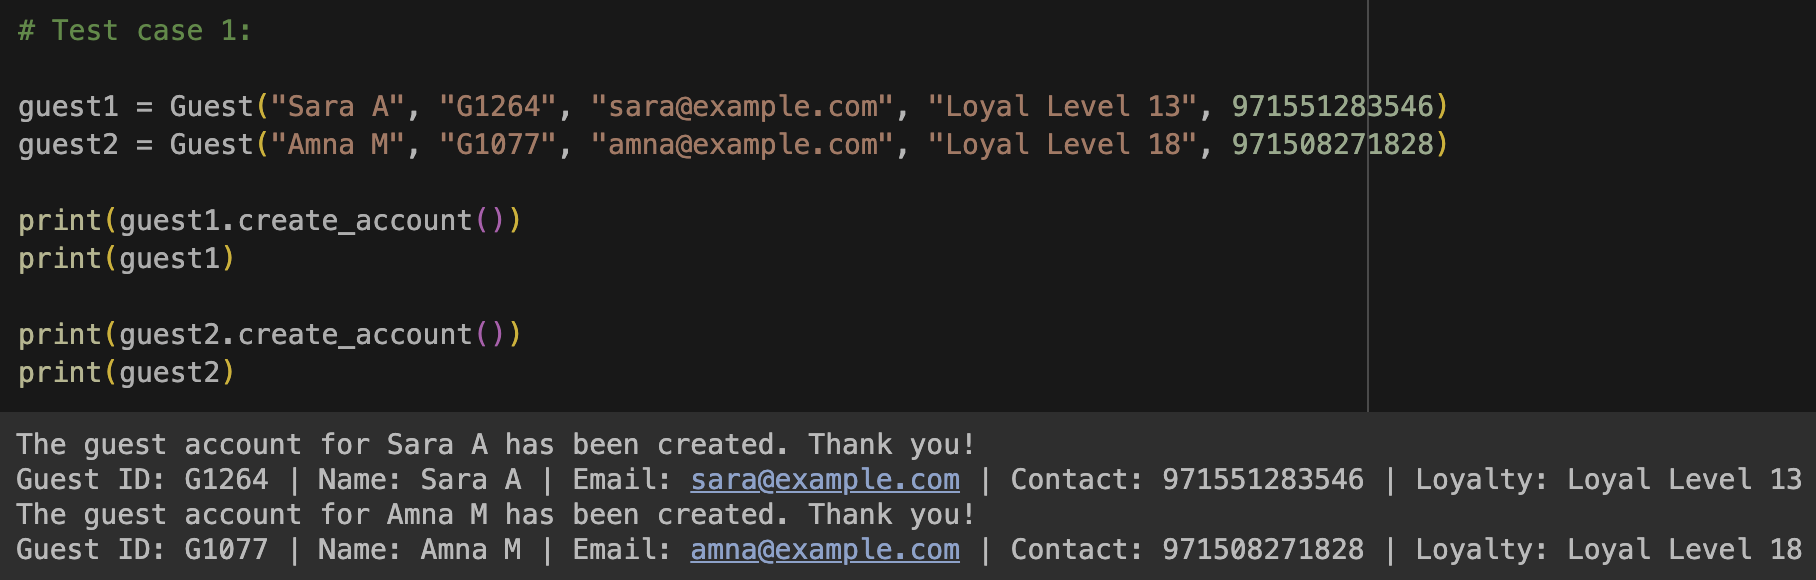 # Test case 1:
guest1 = Guest("Sara A", "G1264", "sara@example.com", "Loyal Level 13", 971551283546)
guest2 = Guest("Amna M", "G1077", "amna@example.com", "Loyal Level 18", 971508271828)
print(guest1.create_account())
print(guest1)
print(guest2.create_account())
print(guest2)
The guest account for Sara A has been created. Thank you!
Guest ID: G1264 | Name: Sara A | Email: sara@example.com | Contact: 971551283546 | Loyalty: Loyal Level 13
The guest account for Amna M has been created. Thank you!
Guest ID: G1077 | Name: Amna M | Email: amna@example.com | Contact: 971508271828 | Loyalty: Loyal Level 18